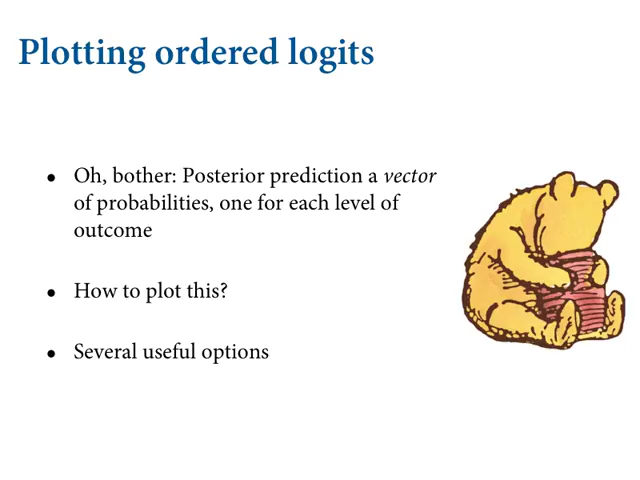 Plotting ordered logits
• Oh, bother: Posterior prediction a vector
of probabilities, one for each level of
outcome
• How to plot this?
• Several useful options